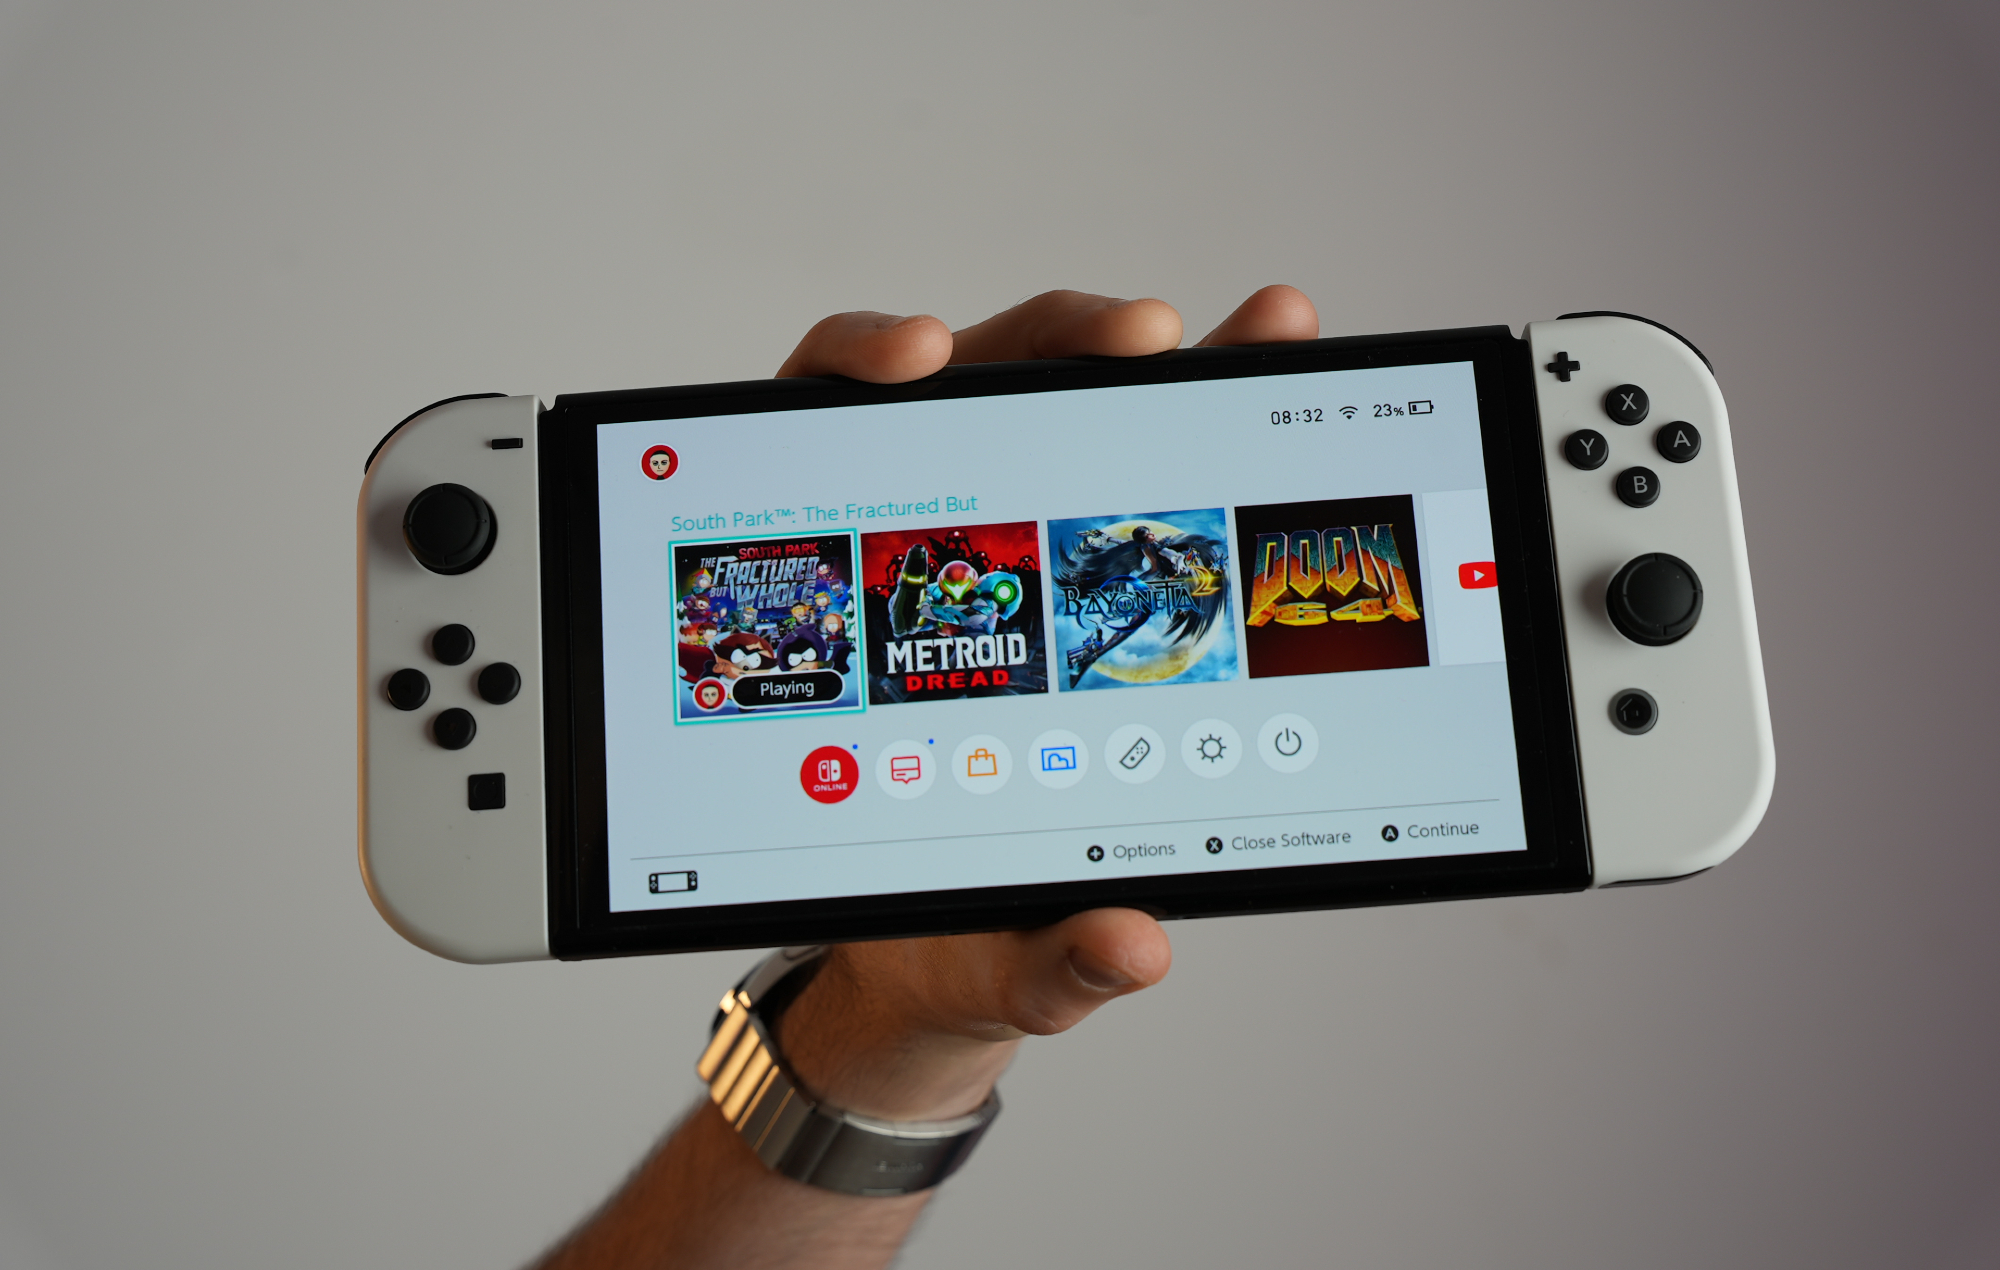 08:32 23%
South Park™: The Fractured But
SOUTH PARK
THE
FRACTURED
BUT WHOLE
Playing
METROID
DREAD
BAYONETTA 2
DOOM
64
ONLINE
Options
Close Software
A Continue
X
Y
A
B